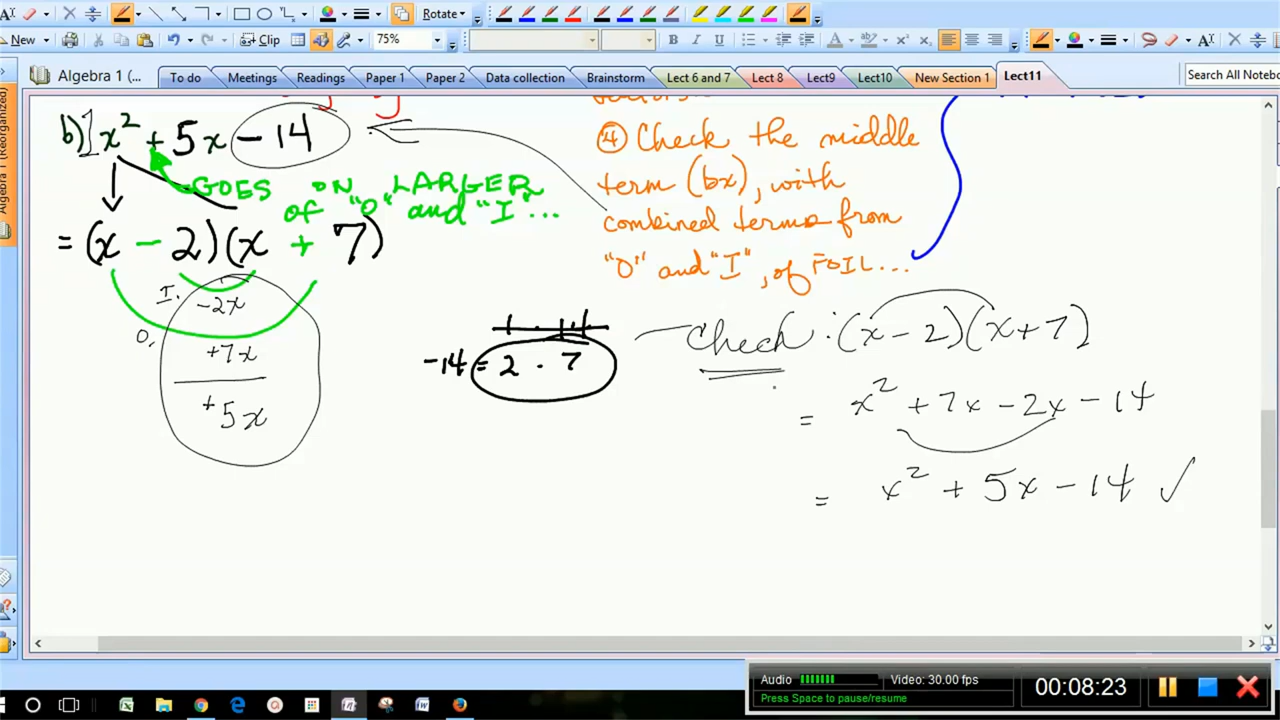 Rotate
New
Clip
75%
B I U
Algebra 1 (...
To do
Meetings
Readings
Paper 1
Paper 2
Data collection
Brainstorm
Lect 6 and 7
Lect 8
Lect9
Lect10
New Section 1
Lect11
Search All Notebo
Algebra 1 (Reorganized)
b) 1x² + 5x - 14
GOES ON LARGER
of "O" and "I"...
= (x - 2)(x + 7)
I. -2x
O. +7x
+5x
-14 = 2 · 7
④ Check the middle
term (bx), with
combined terms from
"O" and "I", of FOIL...
check : (x - 2)(x + 7)
= x² + 7x - 2x - 14
= x² + 5x - 14 ✓
Audio
Video: 30.00 fps
Press Space to pause/resume
00:08:23